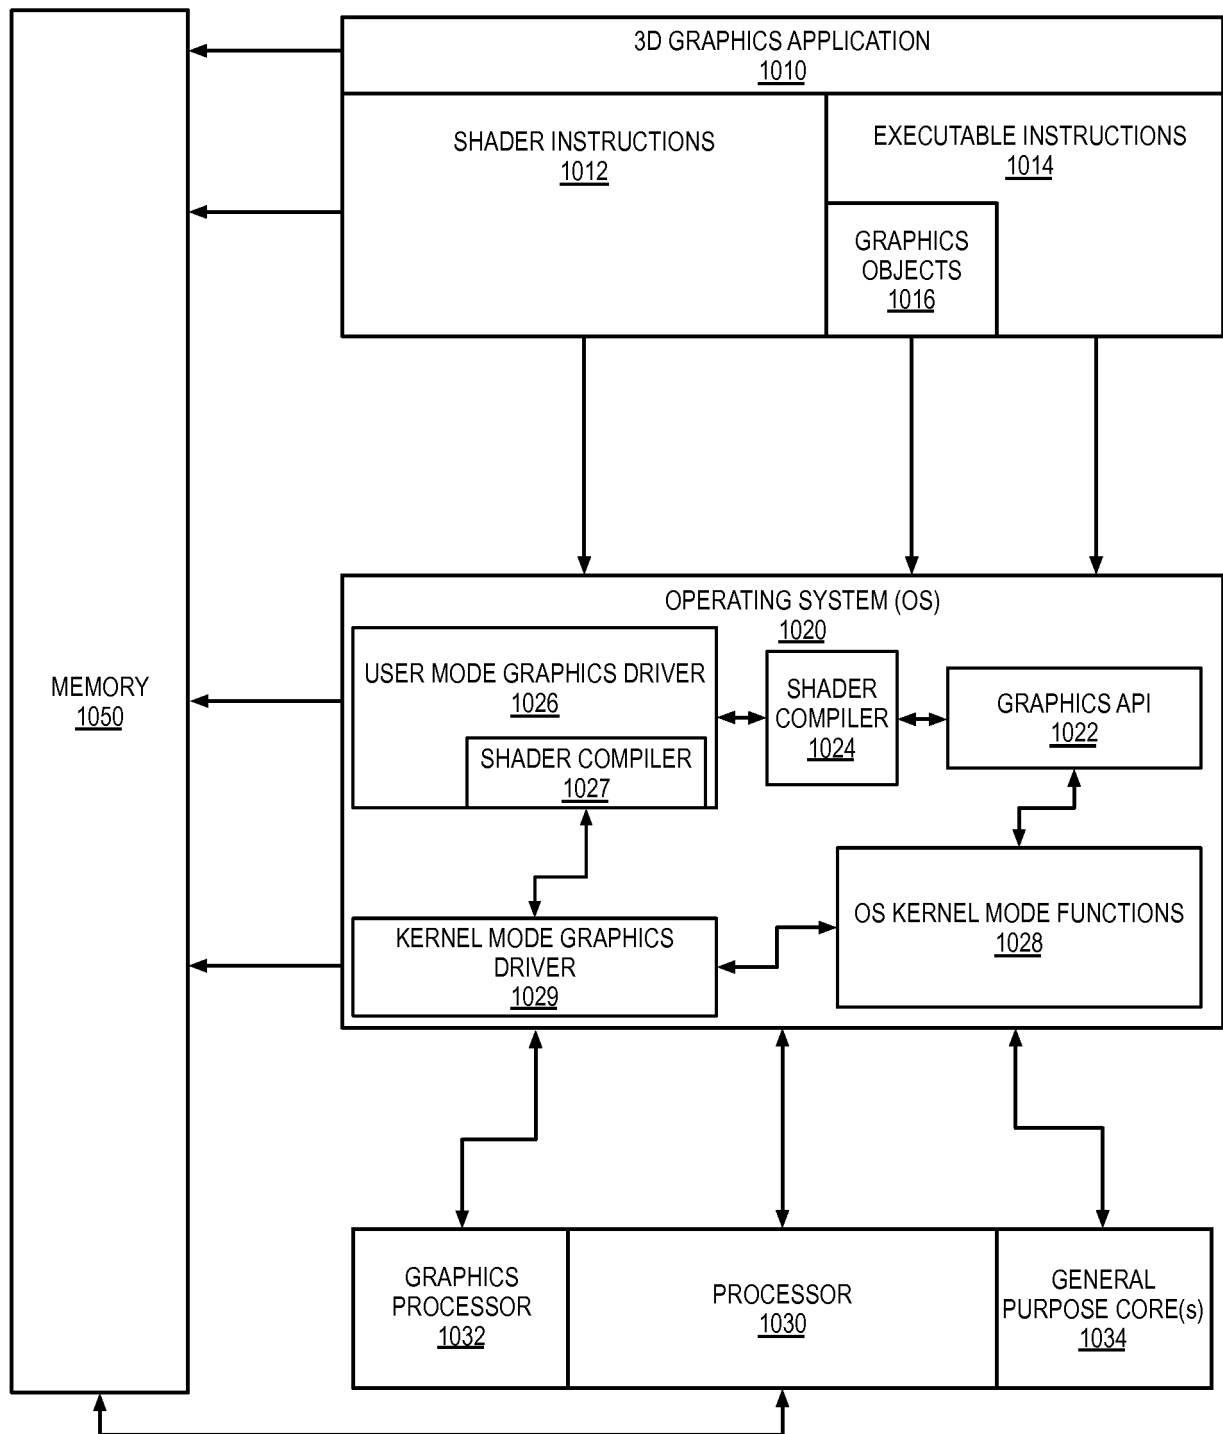 3D GRAPHICS APPLICATION
1010
SHADER INSTRUCTIONS
1012
EXECUTABLE INSTRUCTIONS
1014
GRAPHICS
OBJECTS
1016
MEMORY
1050
OPERATING SYSTEM (OS)
1020
USER MODE GRAPHICS DRIVER
1026
SHADER COMPILER
1027
SHADER
COMPILER
1024
GRAPHICS API
1022
KERNEL MODE GRAPHICS
DRIVER
1029
OS KERNEL MODE FUNCTIONS
1028
GRAPHICS
PROCESSOR
1032
PROCESSOR
1030
GENERAL
PURPOSE CORE(s)
1034